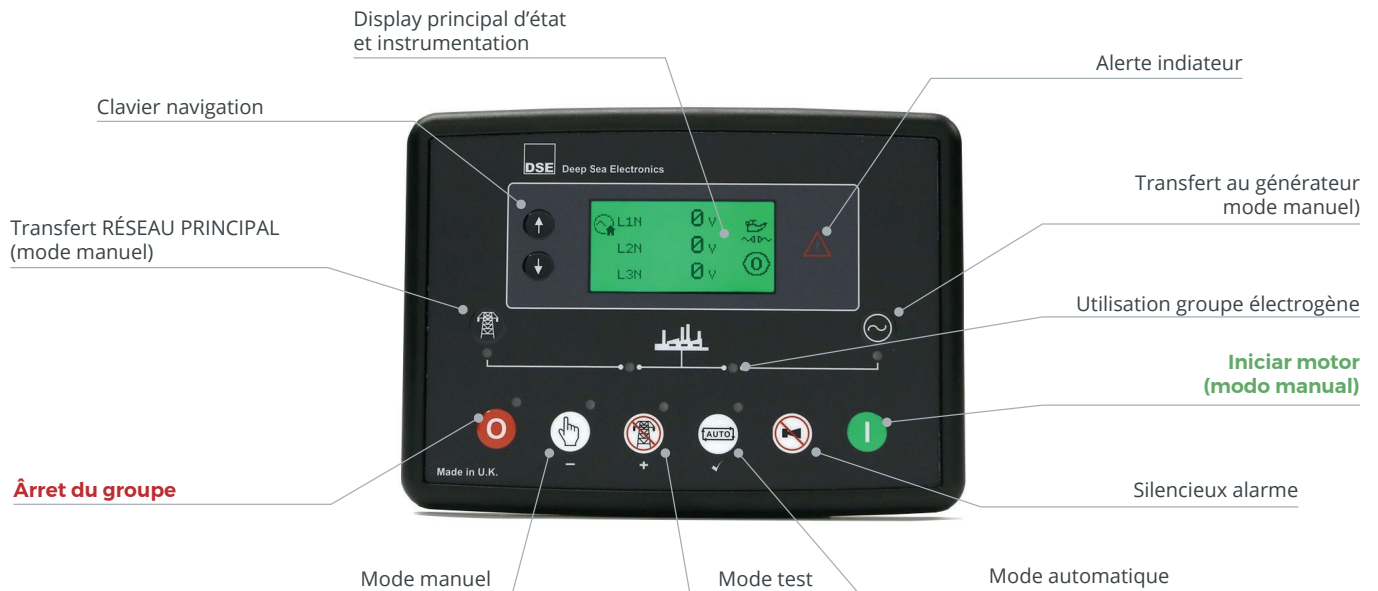 Display principal d’état
et instrumentation
Alerte indiateur
Clavier navigation
DSE Deep Sea Electronics
Transfert au générateur
mode manuel)
Transfert RÉSEAU PRINCIPAL
(mode manuel)
L1N 0 V
L2N 0 V
L3N 0 V
Utilisation groupe électrogène
Iniciar motor
(modo manual)
O
AUTO
I
− + ✓
Made in U.K.
Ârret du groupe
Silencieux alarme
Mode manuel
Mode test
Mode automatique